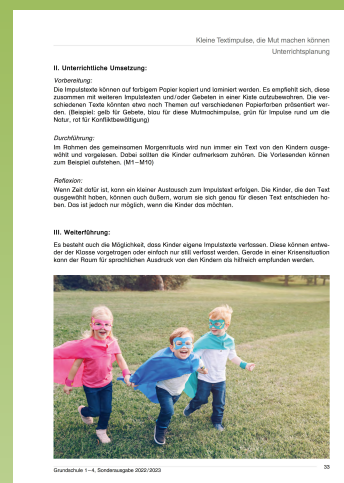 Kleine Textimpulse, die Mut machen können
Unterrichtsplanung
II. Unterrichtliche Umsetzung:
Vorbereitung:
Die Impulstexte können auf farbigem Papier kopiert und laminiert werden. Es empfiehlt sich, diese
zusammen mit weiteren Impulstexten und/oder Gebeten in einer Kiste aufzubewahren. Die ver-
schiedenen Texte könnten etwa nach Themen auf verschiedenen Papierfarben präsentiert wer-
den. (Beispiel: gelb für Gebete, blau für diese Mutmachimpulse, grün für Impulse rund um die
Natur, rot für Konfliktbewältigung)
Durchführung:
Im Rahmen des gemeinsamen Morgenrituals wird nun immer ein Text von den Kindern ausge-
wählt und vorgelesen. Dabei sollten die Kinder aufmerksam zuhören. Die Vorlesenden können
zum Beispiel aufstehen. (M1–M10)
Reflexion:
Wenn Zeit dafür ist, kann ein kleiner Austausch zum Impulstext erfolgen. Die Kinder, die den Text
ausgewählt haben, können auch äußern, warum sie sich genau für diesen Text entschieden ha-
ben. Das ist jedoch nur möglich, wenn die Kinder das möchten.
III. Weiterführung:
Es besteht auch die Möglichkeit, dass Kinder eigene Impulstexte verfassen. Diese können entwe-
der der Klasse vorgetragen oder einfach nur still verfasst werden. Gerade in einer Krisensituation
kann der Raum für sprachlichen Ausdruck von den Kindern als hilfreich empfunden werden.
Grundschule 1–4, Sonderausgabe 2022/2023
33